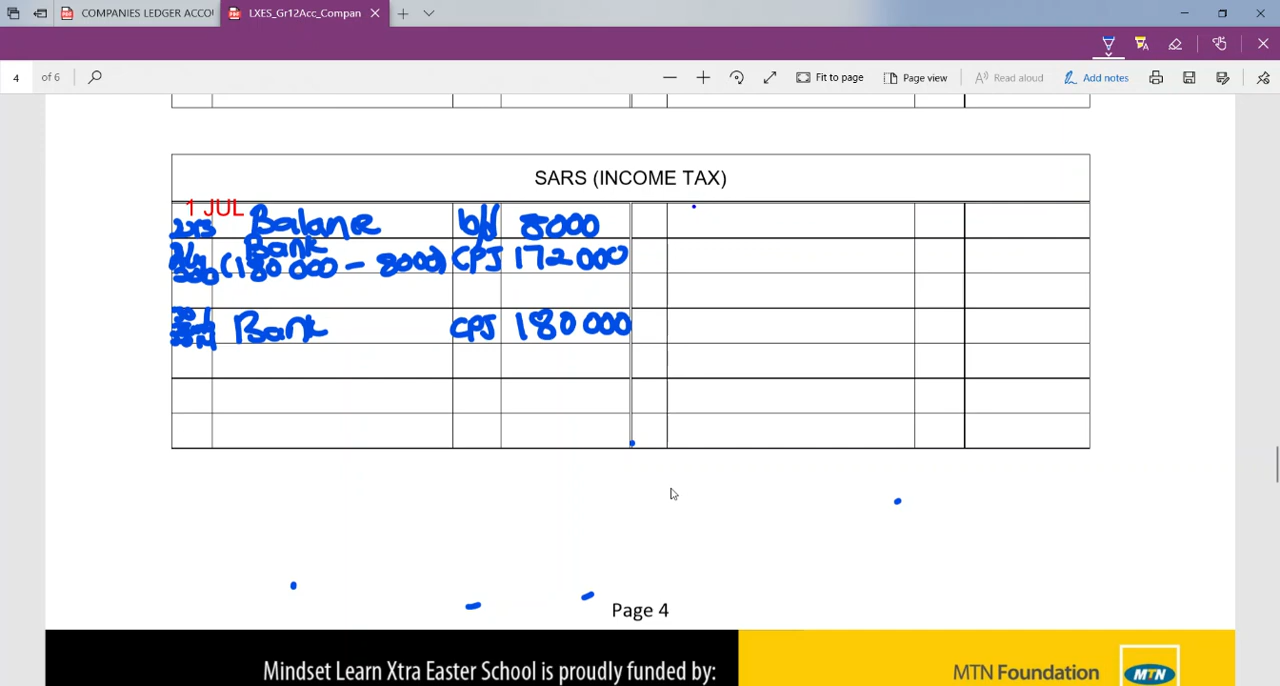 COMPANIES LEDGER ACCOU
LXES_Gr12Acc_Compan
4 of 6
Fit to page
Page view
Read aloud
Add notes
SARS (INCOME TAX)
1 JUL
Balance b/d 8000
Bank
(180 000 - 8000) CPJ 172 000
Bank CPJ 180 000
Page 4
Mindset Learn Xtra Easter School is proudly funded by:
MTN Foundation
MTN